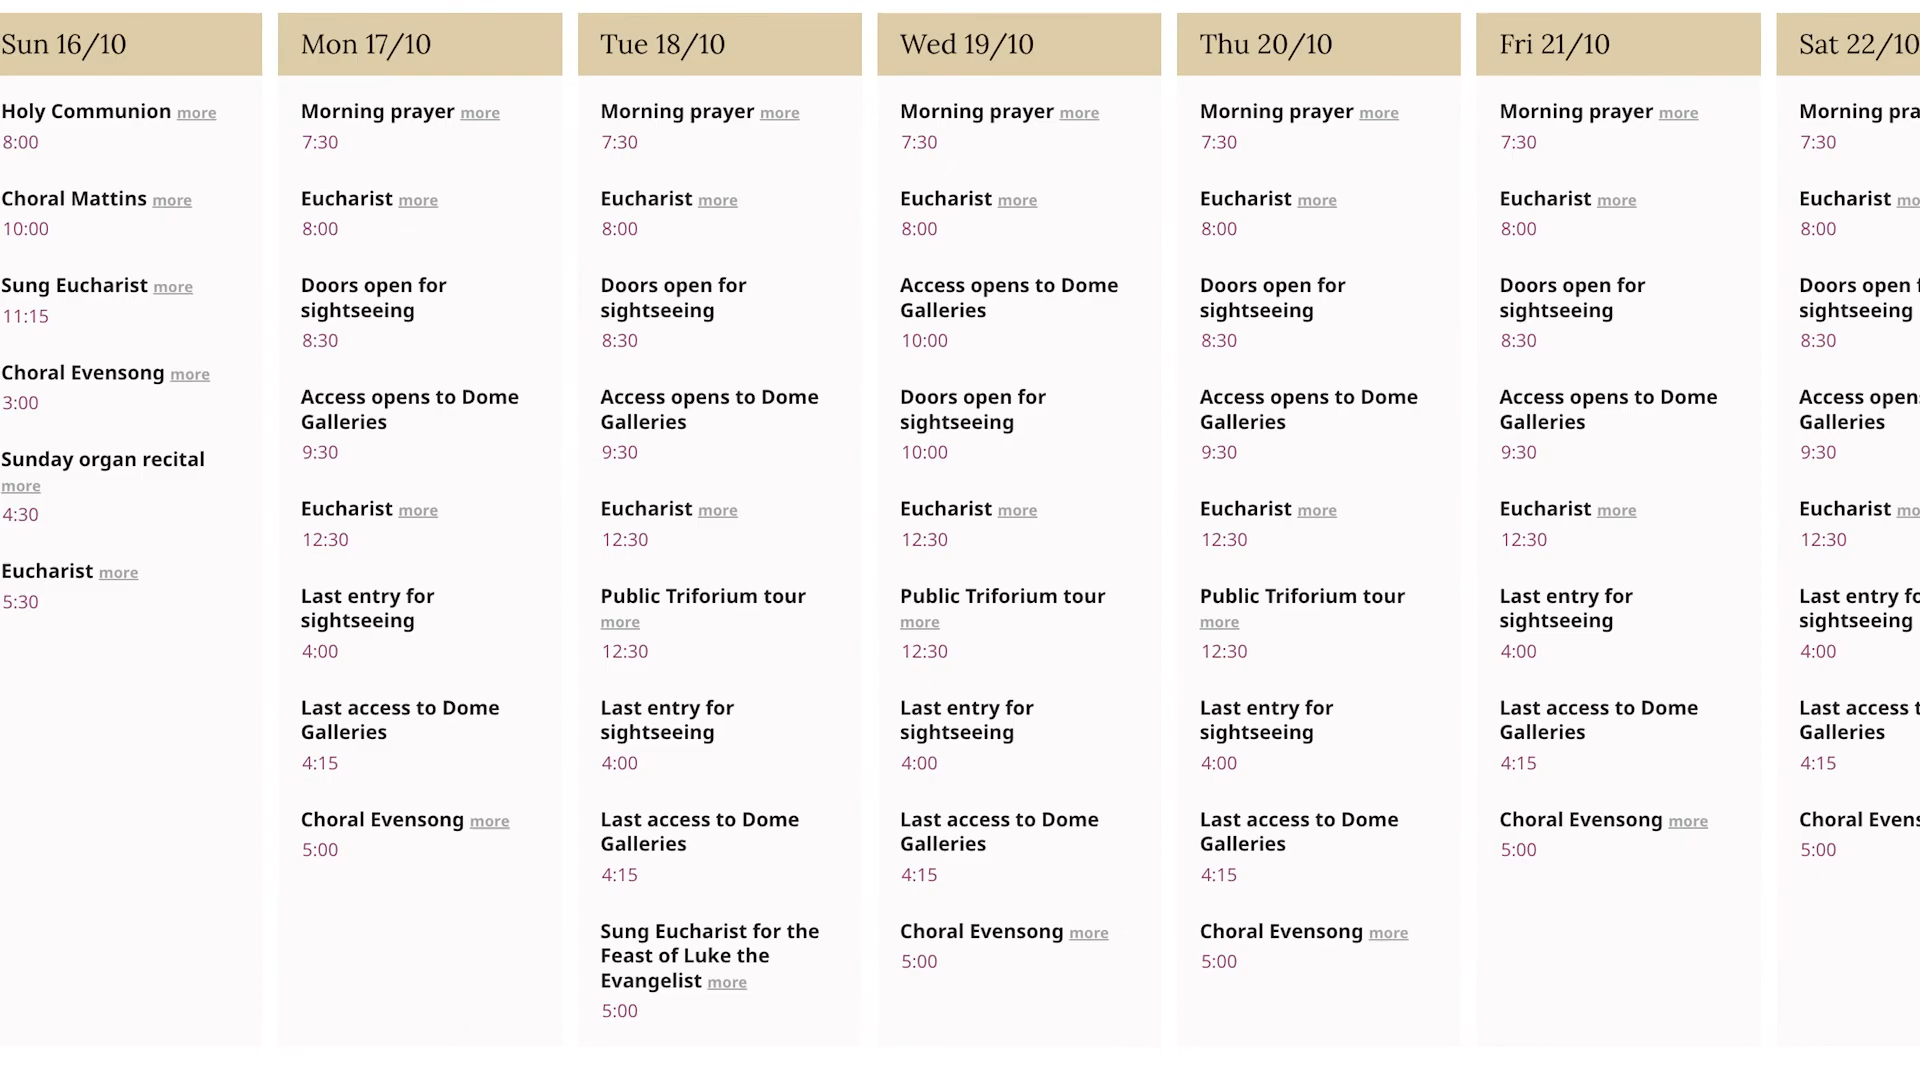 Sun 16/10
Holy Communion more
8:00
Choral Mattins more
10:00
Sung Eucharist more
11:15
Choral Evensong more
3:00
Sunday organ recital
more
4:30
Eucharist more
5:30
Mon 17/10
Morning prayer more
7:30
Eucharist more
8:00
Doors open for
sightseeing
8:30
Access opens to Dome
Galleries
9:30
Eucharist more
12:30
Last entry for
sightseeing
4:00
Last access to Dome
Galleries
4:15
Choral Evensong more
5:00
Tue 18/10
Morning prayer more
7:30
Eucharist more
8:00
Doors open for
sightseeing
8:30
Access opens to Dome
Galleries
9:30
Eucharist more
12:30
Public Triforium tour
more
12:30
Last entry for
sightseeing
4:00
Last access to Dome
Galleries
4:15
Sung Eucharist for the
Feast of Luke the
Evangelist more
5:00
Wed 19/10
Morning prayer more
7:30
Eucharist more
8:00
Access opens to Dome
Galleries
10:00
Doors open for
sightseeing
10:00
Eucharist more
12:30
Public Triforium tour
more
12:30
Last entry for
sightseeing
4:00
Last access to Dome
Galleries
4:15
Choral Evensong more
5:00
Thu 20/10
Morning prayer more
7:30
Eucharist more
8:00
Doors open for
sightseeing
8:30
Access opens to Dome
Galleries
9:30
Eucharist more
12:30
Public Triforium tour
more
12:30
Last entry for
sightseeing
4:00
Last access to Dome
Galleries
4:15
Choral Evensong more
5:00
Fri 21/10
Morning prayer more
7:30
Eucharist more
8:00
Doors open for
sightseeing
8:30
Access opens to Dome
Galleries
9:30
Eucharist more
12:30
Last entry for
sightseeing
4:00
Last access to Dome
Galleries
4:15
Choral Evensong more
5:00
Sat 22/10
Morning pra
7:30
Eucharist mo
8:00
Doors open f
sightseeing
8:30
Access open
Galleries
9:30
Eucharist mo
12:30
Last entry fo
sightseeing
4:00
Last access t
Galleries
4:15
Choral Evens
5:00